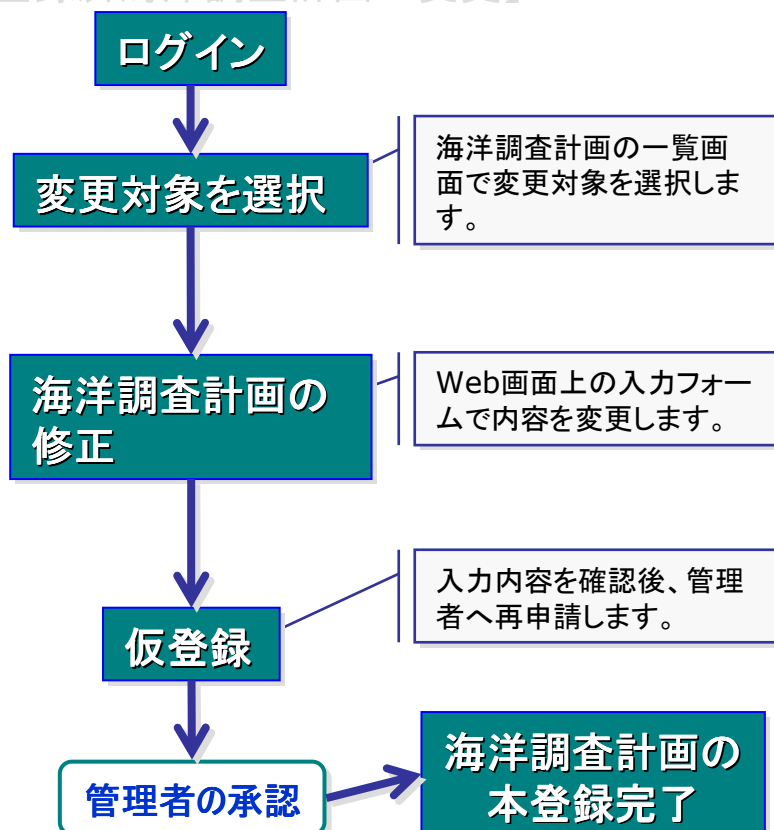 ログイン
変更対象を選択
海洋調査計画の一覧画
面で変更対象を選択しま
す。
海洋調査計画の
修正
Web画面上の入力フォー
ムで内容を変更します。
仮登録
入力内容を確認後、管理
者へ再申請します。
管理者の承認
海洋調査計画の
本登録完了